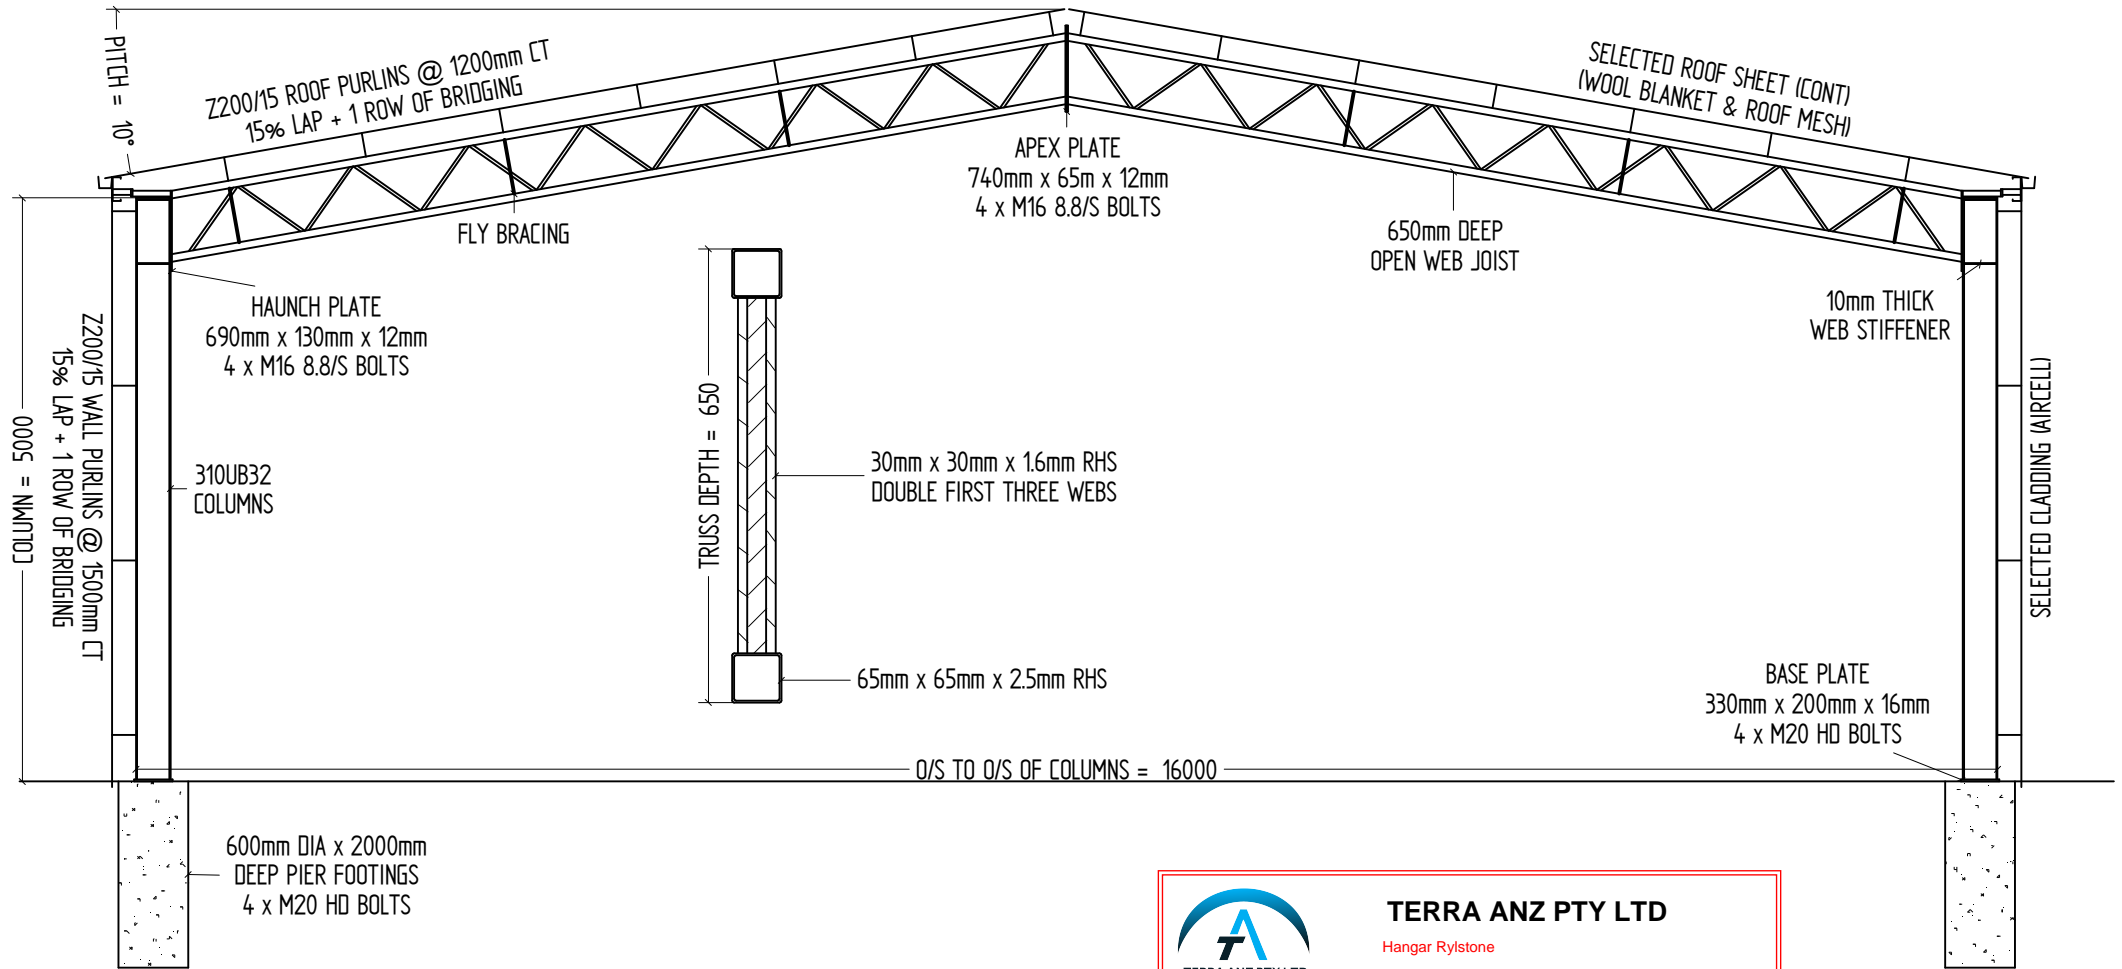 PITCH = 10°
Z200/15 ROOF PURLINS @ 1200mm CT
15% LAP + 1 ROW OF BRIDGING
SELECTED ROOF SHEET (CONT)
(WOOL BLANKET & ROOF MESH)
APEX PLATE
740mm x 65m x 12mm
4 x M16 8.8/S BOLTS
FLY BRACING
650mm DEEP
OPEN WEB JOIST
HAUNCH PLATE
690mm x 130mm x 12mm
4 x M16 8.8/S BOLTS
10mm THICK
WEB STIFFENER
COLUMN = 5000
Z200/15 WALL PURLINS @ 1500mm CT
15% LAP + 1 ROW OF BRIDGING
310UB32
COLUMNS
TRUSS DEPTH = 650
30mm x 30mm x 1.6mm RHS
DOUBLE FIRST THREE WEBS
65mm x 65mm x 2.5mm RHS
SELECTED CLADDING (AIRCELL)
BASE PLATE
330mm x 200mm x 16mm
4 x M20 HD BOLTS
O/S TO O/S OF COLUMNS = 16000
600mm DIA x 2000mm
DEEP PIER FOOTINGS
4 x M20 HD BOLTS
TERRA ANZ PTY LTD
Hangar Rylstone
TERRA ANZ PTY LTD